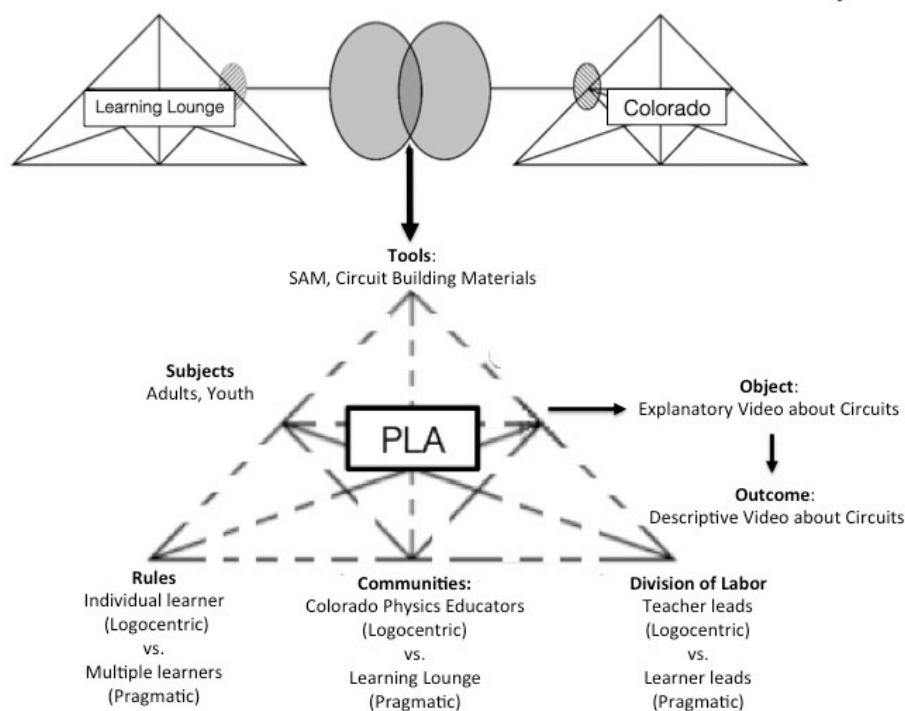 Learning Lounge
Colorado
Tools:
SAM, Circuit Building Materials
Subjects
Adults, Youth
PLA
Object:
Explanatory Video about Circuits
Outcome:
Descriptive Video about Circuits
Rules
Individual learner
(Logocentric)
vs.
Multiple learners
(Pragmatic)
Communities:
Colorado Physics Educators
(Logocentric)
vs.
Learning Lounge
(Pragmatic)
Division of Labor
Teacher leads
(Logocentric)
vs.
Learner leads
(Pragmatic)